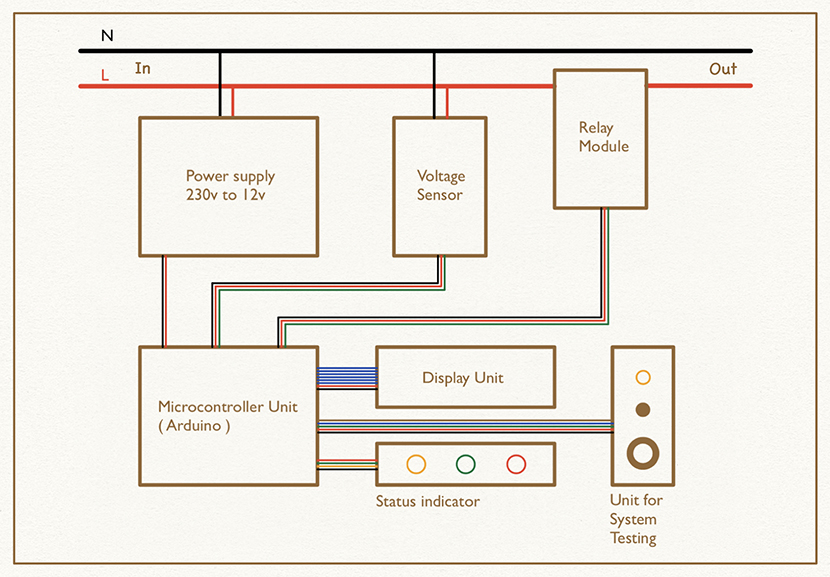 N
In
L
Out
Relay
Module
Power supply
230v to 12v
Voltage
Sensor
Display Unit
Microcontroller Unit
( Arduino )
Status indicator
Unit for
System
Testing